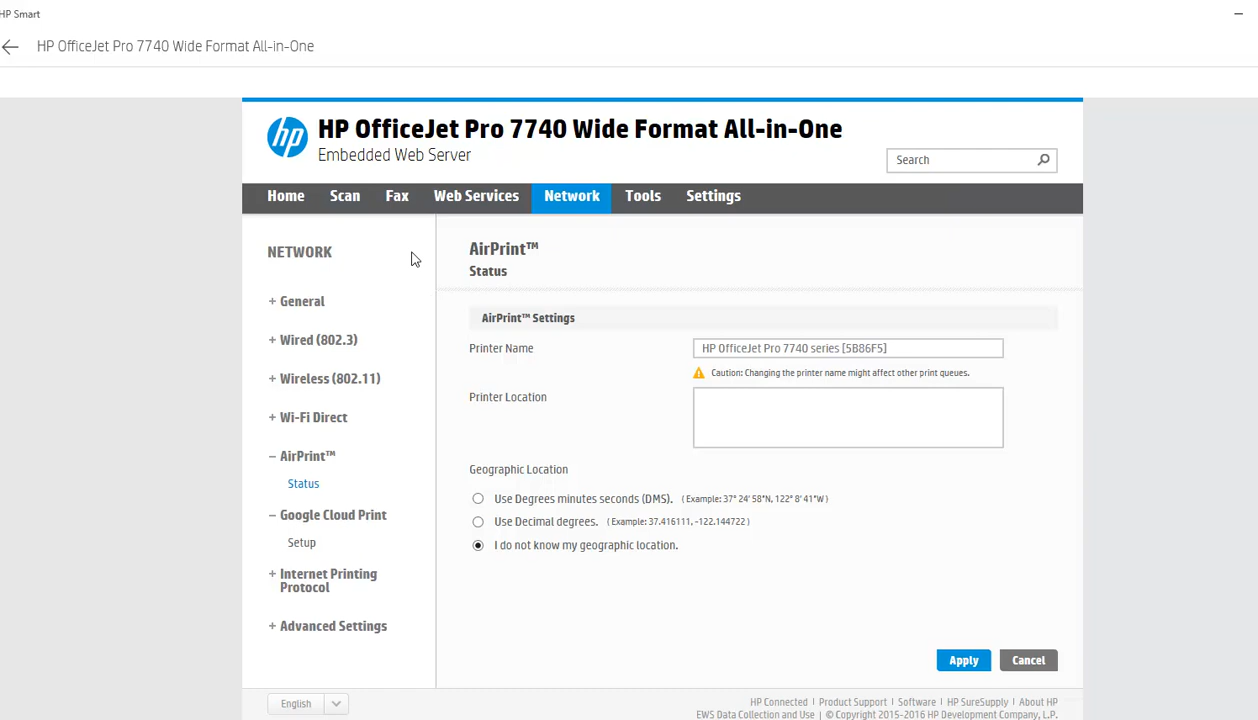 HP Smart
HP OfficeJet Pro 7740 Wide Format All-in-One
hp
HP OfficeJet Pro 7740 Wide Format All-in-One
Embedded Web Server
Search
Home Scan Fax Web Services Network Tools Settings
NETWORK
+ General
+ Wired (802.3)
+ Wireless (802.11)
+ Wi-Fi Direct
– AirPrint™
Status
– Google Cloud Print
Setup
+ Internet Printing
Protocol
+ Advanced Settings
AirPrint™
Status
AirPrint™ Settings
Printer Name
HP OfficeJet Pro 7740 series [5B86F5]
Caution: Changing the printer name might affect other print queues.
Printer Location
Geographic Location
Use Degrees minutes seconds (DMS). (Example: 37° 24' 58"N, 122° 8' 41"W)
Use Decimal degrees. (Example: 37.416111, -122.144722)
I do not know my geographic location.
Apply Cancel
English
HP Connected | Product Support | Software | HP SureSupply | About HP
EWS Data Collection and Use | © Copyright 2015-2016 HP Development Company, L.P.